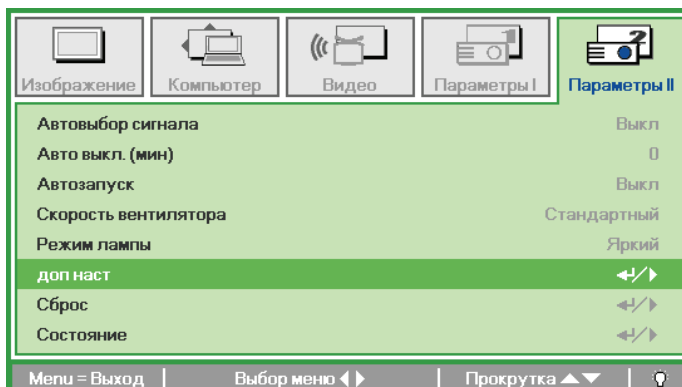 Изображение
Компьютер
Видео
Параметры I
Параметры II
Автовыбор сигнала Выкл
Авто выкл. (мин) 0
Автозапуск Выкл
Скорость вентилятора Стандартный
Режим лампы Яркий
доп наст
Сброс
Состояние
Menu = Выход Выбор меню Прокрутка